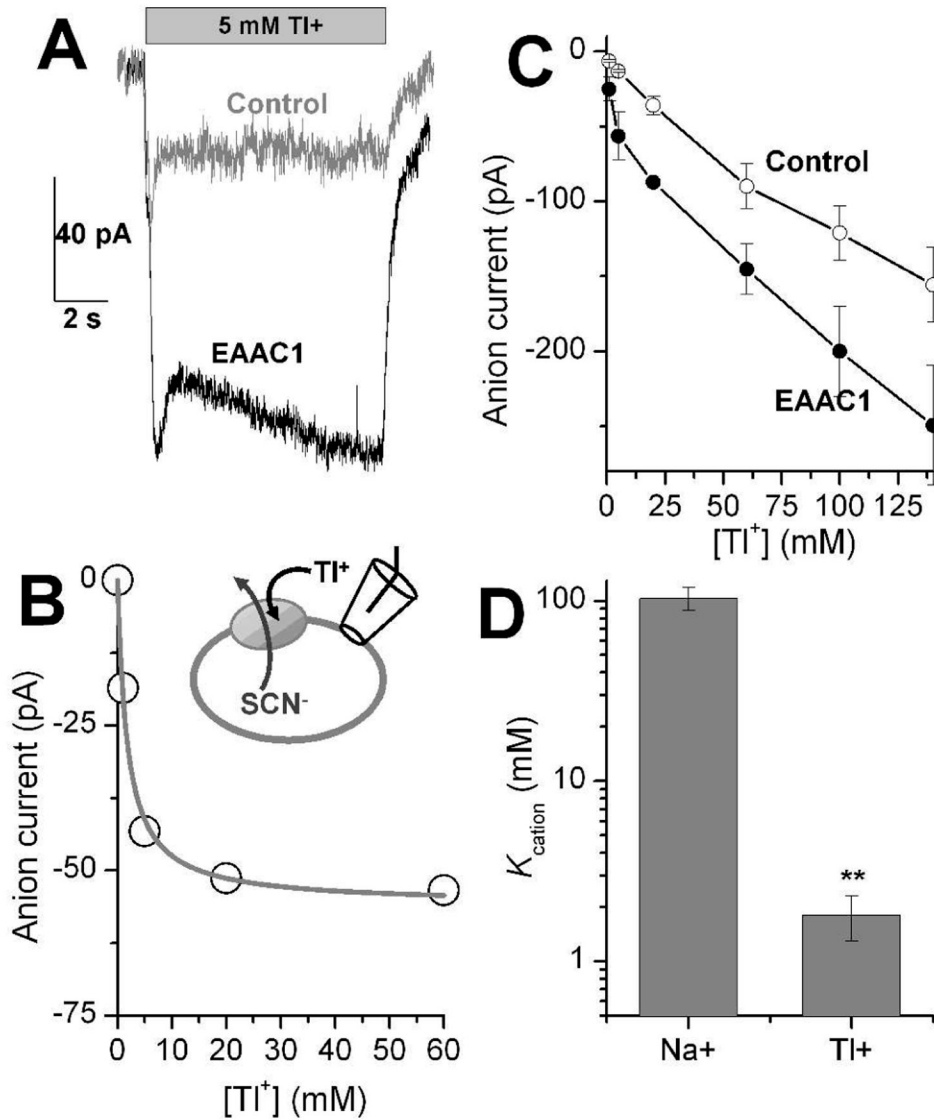 A
5 mM Tl+
Control
40 pA
2 s
EAAC1
B
0
-25
-50
-75
Anion current (pA)
0 10 20 30 40 50 60
[Tl⁺] (mM)
Tl⁺
SCN⁻
C
0
-100
-200
Anion current (pA)
Control
EAAC1
0 25 50 75 100 125
[Tl⁺] (mM)
D
100
10
1
K cation (mM)
**
Na+ Tl+